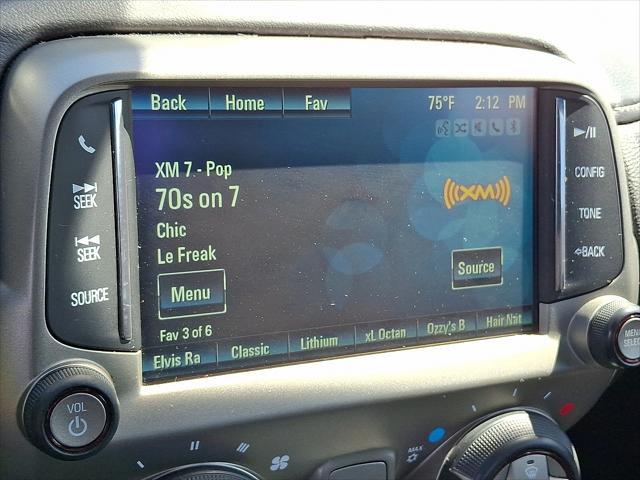 Back Home Fav 75°F 2:12 PM
XM 7 - Pop
70s on 7
((XM))
Chic
Le Freak
Menu
Source
Fav 3 of 6
Elvis Ra Classic Lithium xL Octan Ozzy's B Hair Nat
SEEK
SEEK
SOURCE
VOL
CONFIG
TONE
BACK
MENU
SELECT
MAX